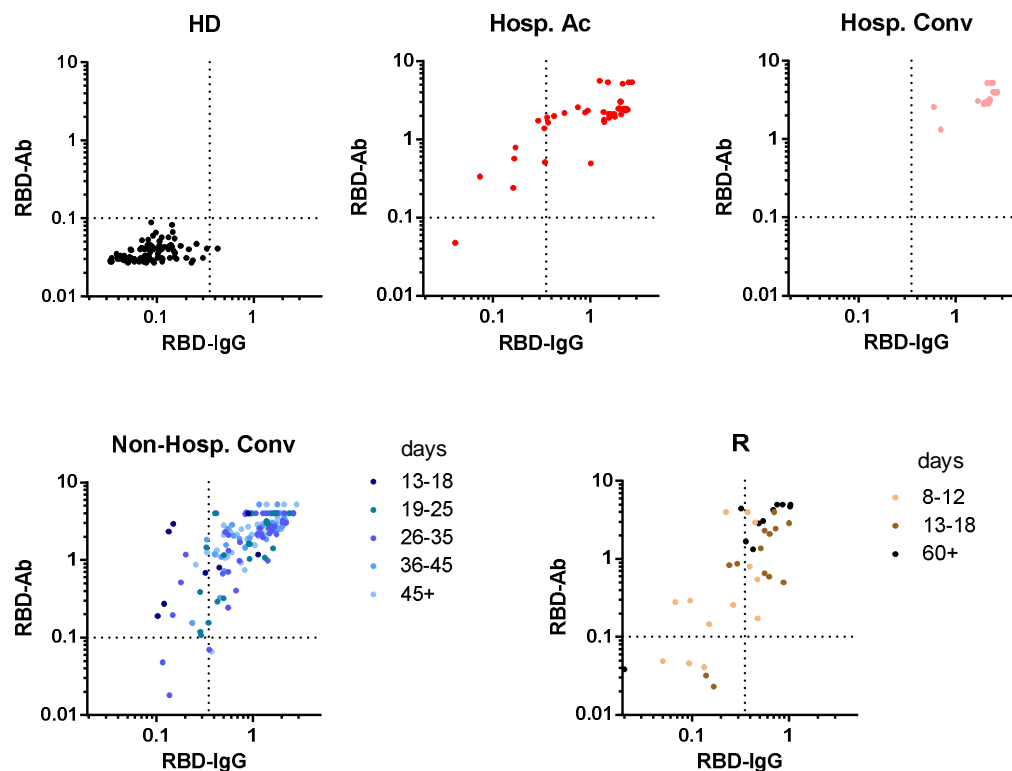 HD
RBD-Ab
10
1
0.1
0.01
0.1
1
RBD-IgG
Hosp. Ac
RBD-Ab
10
1
0.1
0.01
0.1
1
RBD-IgG
Hosp. Conv
RBD-Ab
10
1
0.1
0.01
0.1
1
RBD-IgG
Non-Hosp. Conv
RBD-Ab
10
1
0.1
0.01
0.1
1
RBD-IgG
days
13-18
19-25
26-35
36-45
45+
R
RBD-Ab
10
1
0.1
0.01
0.1
1
RBD-IgG
days
8-12
13-18
60+